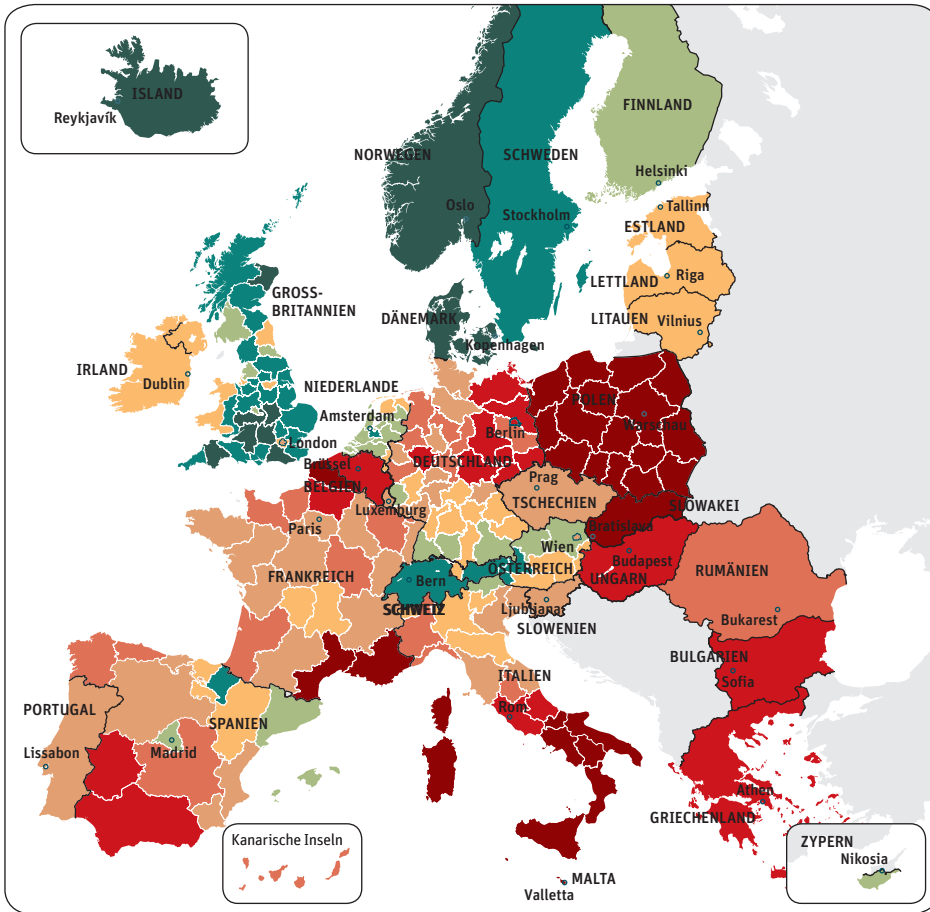 ISLAND
Reykjavík
NORWEGEN
SCHWEDEN
FINNLAND
Helsinki
Oslo
Stockholm
Tallinn
ESTLAND
LETTLAND
Riga
LITAUEN
Vilnius
GROSS-
BRITANNIEN
DÄNEMARK
Kopenhagen
IRLAND
Dublin
NIEDERLANDE
Amsterdam
London
Berlin
POLEN
Warschau
DEUTSCHLAND
Brüssel
BELGIEN
Luxemburg
Prag
TSCHECHIEN
SLOWAKEI
Bratislava
Paris
Wien
ÖSTERREICH
Budapest
UNGARN
FRANKREICH
Bern
SCHWEIZ
Ljubljana
SLOWENIEN
RUMÄNIEN
Bukarest
BULGARIEN
Sofia
ITALIEN
Rom
PORTUGAL
Lissabon
SPANIEN
Madrid
Athen
GRIECHENLAND
Kanarische Inseln
MALTA
Valletta
ZYPERN
Nikosia